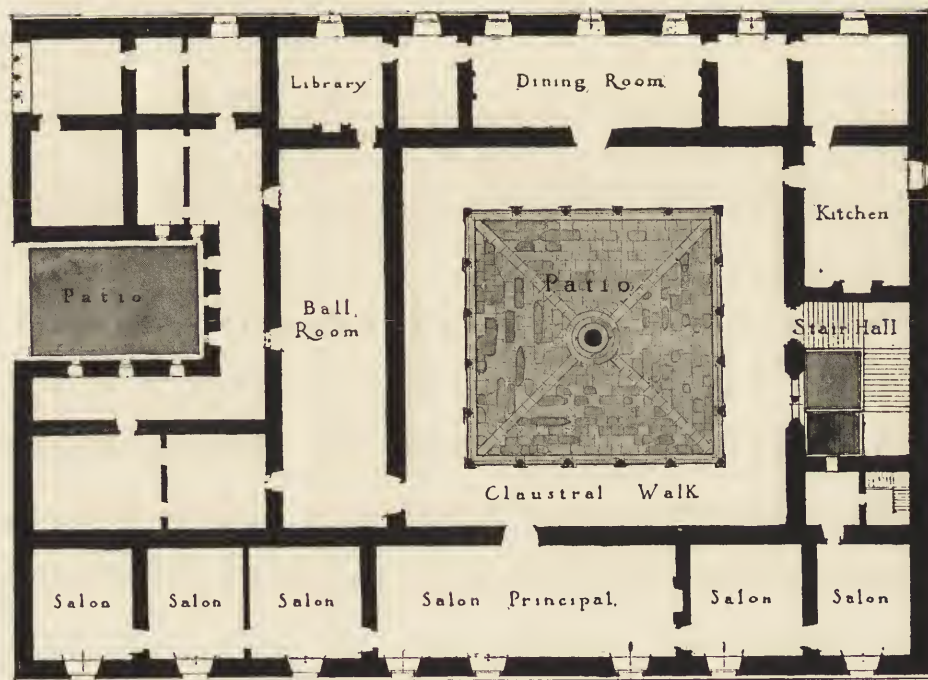 Library
Dining Room
Kitchen
Patio
Patio
Ball
Room
Stair Hall
Claustral Walk
Salon
Salon
Salon
Salon Principal.
Salon
Salon